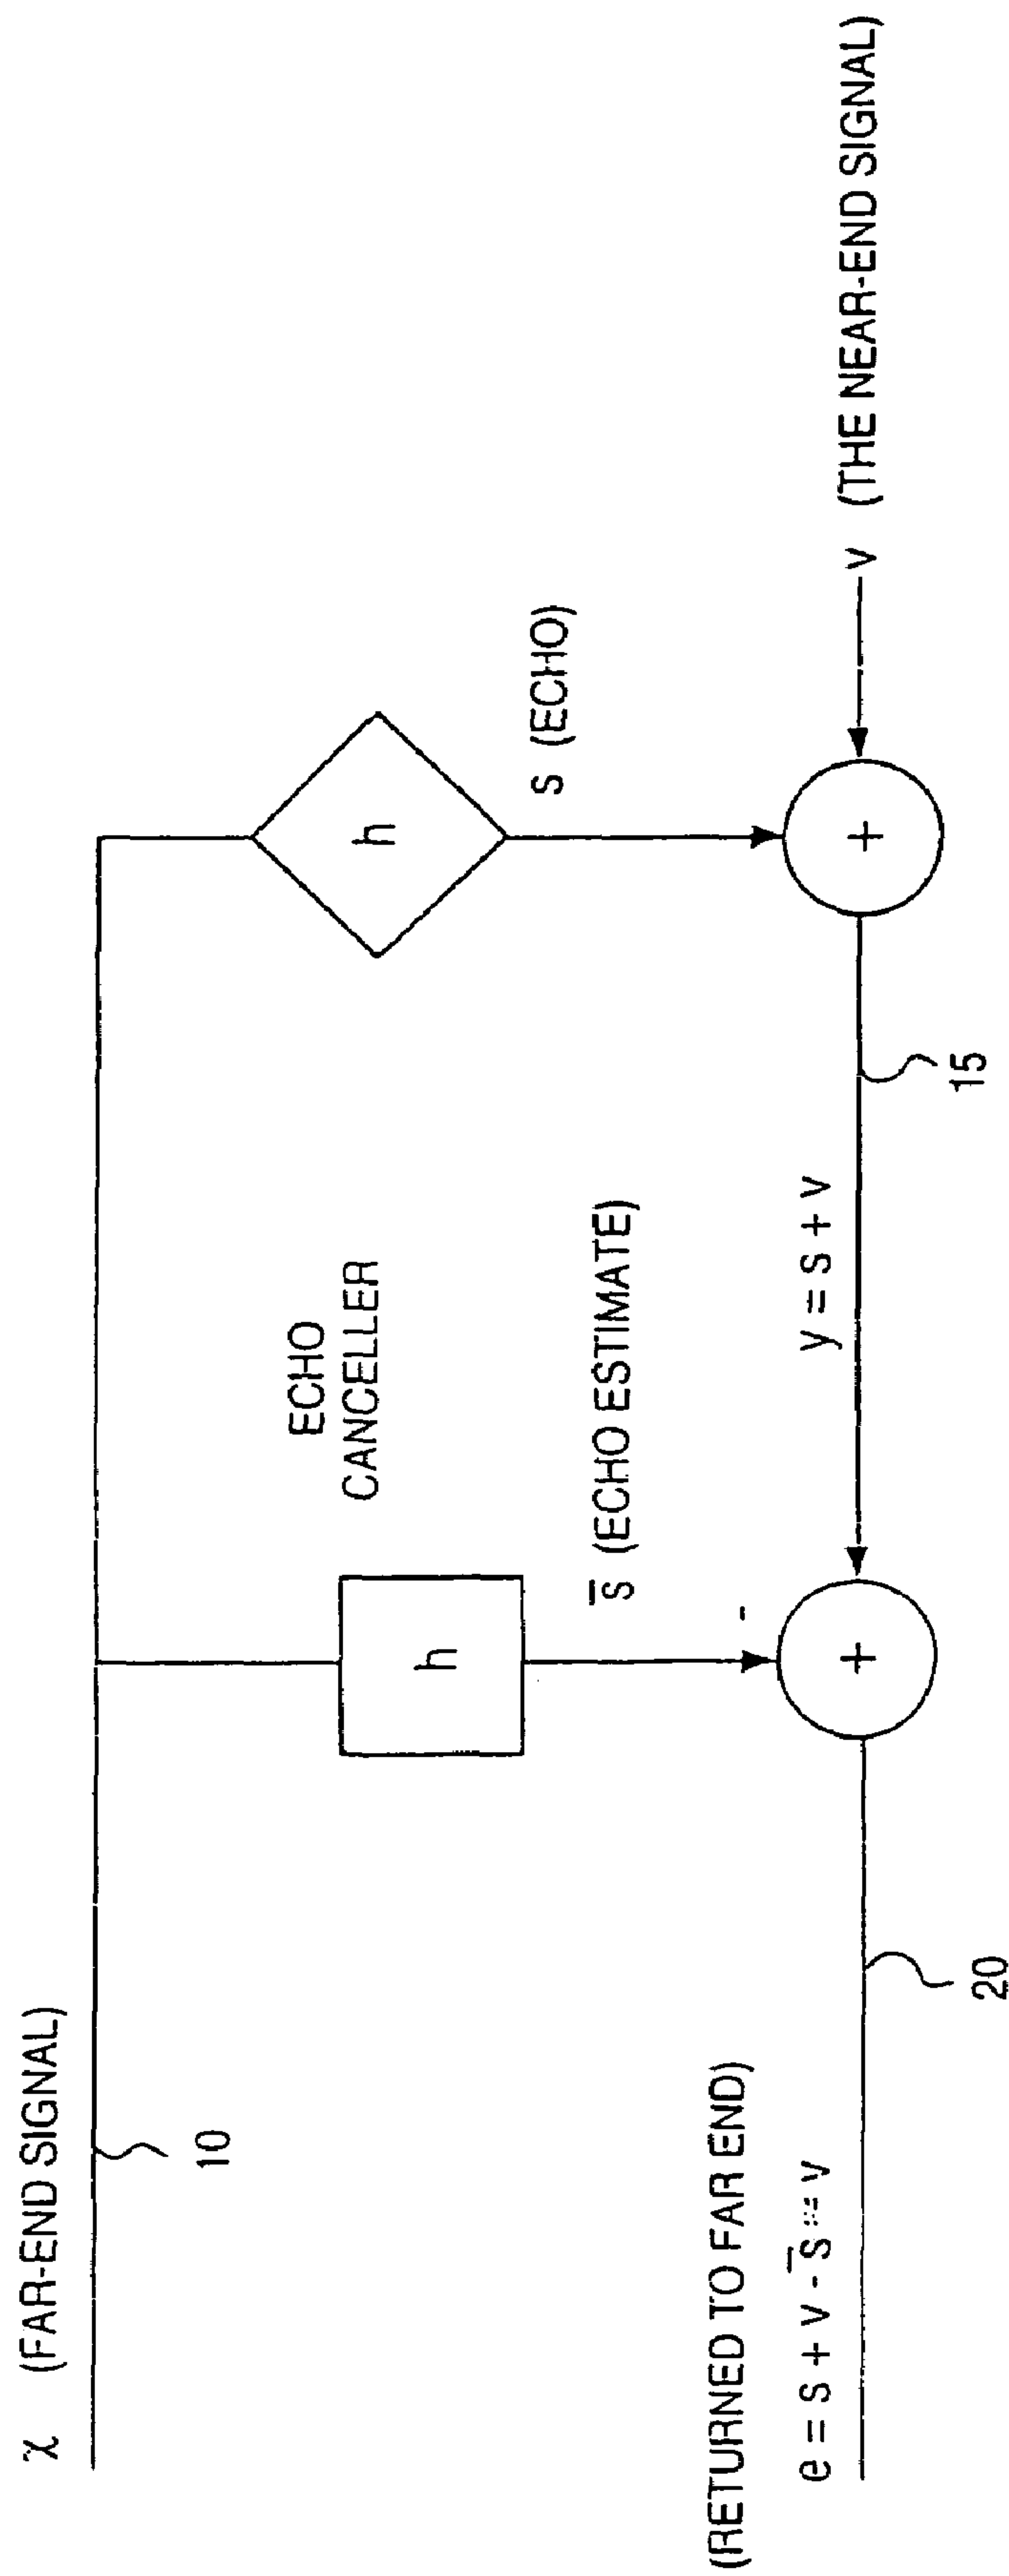 χ (FAR-END SIGNAL)
10
ECHO
CANCELLER
h
h
s̅ (ECHO ESTIMATE)
S (ECHO)
-
(RETURNED TO FAR END)
e = S + V - s̅ = V
20
+
y = S + V
15
+
V (THE NEAR-END SIGNAL)